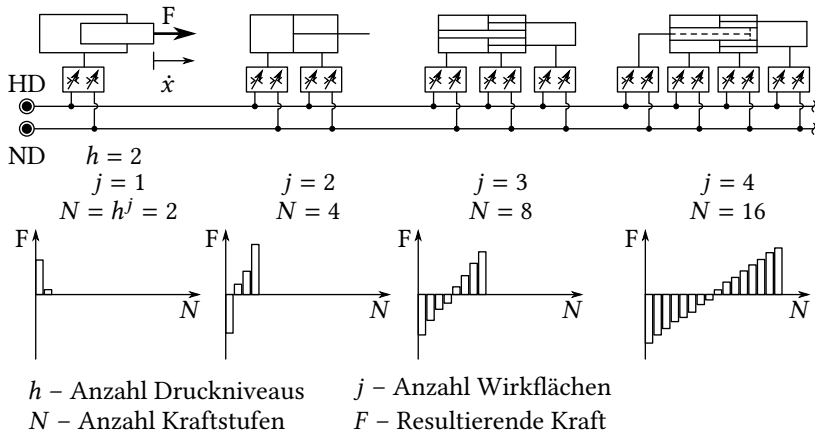 F
ẋ
HD
ND
h = 2
j = 1 j = 2 j = 3 j = 4
N = hʲ = 2 N = 4 N = 8 N = 16
F F F F
N N N N
h – Anzahl Druckniveaus j – Anzahl Wirkflächen
N – Anzahl Kraftstufen F – Resultierende Kraft